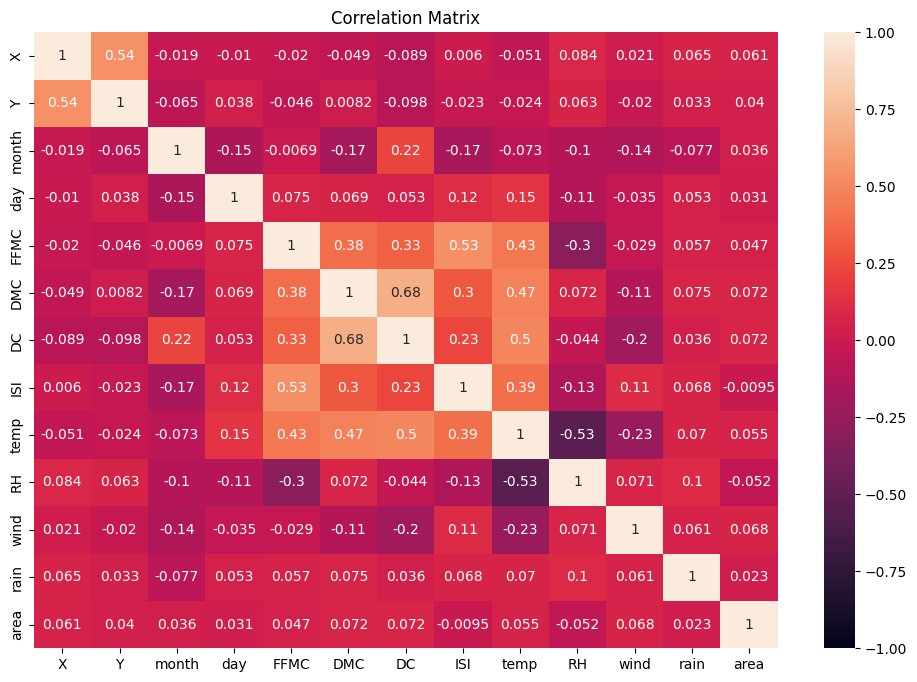 Correlation Matrix
X 1 0.54 -0.019 -0.01 -0.02 -0.049 -0.089 0.006 -0.051 0.084 0.021 0.065 0.061
Y 0.54 1 -0.065 0.038 -0.046 0.0082 -0.098 -0.023 -0.024 0.063 -0.02 0.033 0.04
month -0.019 -0.065 1 -0.15 -0.0069 -0.17 0.22 -0.17 -0.073 -0.1 -0.14 -0.077 0.036
day -0.01 0.038 -0.15 1 0.075 0.069 0.053 0.12 0.15 -0.11 -0.035 0.053 0.031
FFMC -0.02 -0.046 -0.0069 0.075 1 0.38 0.33 0.53 0.43 -0.3 -0.029 0.057 0.047
DMC -0.049 0.0082 -0.17 0.069 0.38 1 0.68 0.3 0.47 0.072 -0.11 0.075 0.072
DC -0.089 -0.098 0.22 0.053 0.33 0.68 1 0.23 0.5 -0.044 -0.2 0.036 0.072
ISI 0.006 -0.023 -0.17 0.12 0.53 0.3 0.23 1 0.39 -0.13 0.11 0.068 -0.0095
temp -0.051 -0.024 -0.073 0.15 0.43 0.47 0.5 0.39 1 -0.53 -0.23 0.07 0.055
RH 0.084 0.063 -0.1 -0.11 -0.3 0.072 -0.044 -0.13 -0.53 1 0.071 0.1 -0.052
wind 0.021 -0.02 -0.14 -0.035 -0.029 -0.11 -0.2 0.11 -0.23 0.071 1 0.061 0.068
rain 0.065 0.033 -0.077 0.053 0.057 0.075 0.036 0.068 0.07 0.1 0.061 1 0.023
area 0.061 0.04 0.036 0.031 0.047 0.072 0.072 -0.0095 0.055 -0.052 0.068 0.023 1
X Y month day FFMC DMC DC ISI temp RH wind rain area
1.00
0.75
0.50
0.25
0.00
-0.25
-0.50
-0.75
-1.00